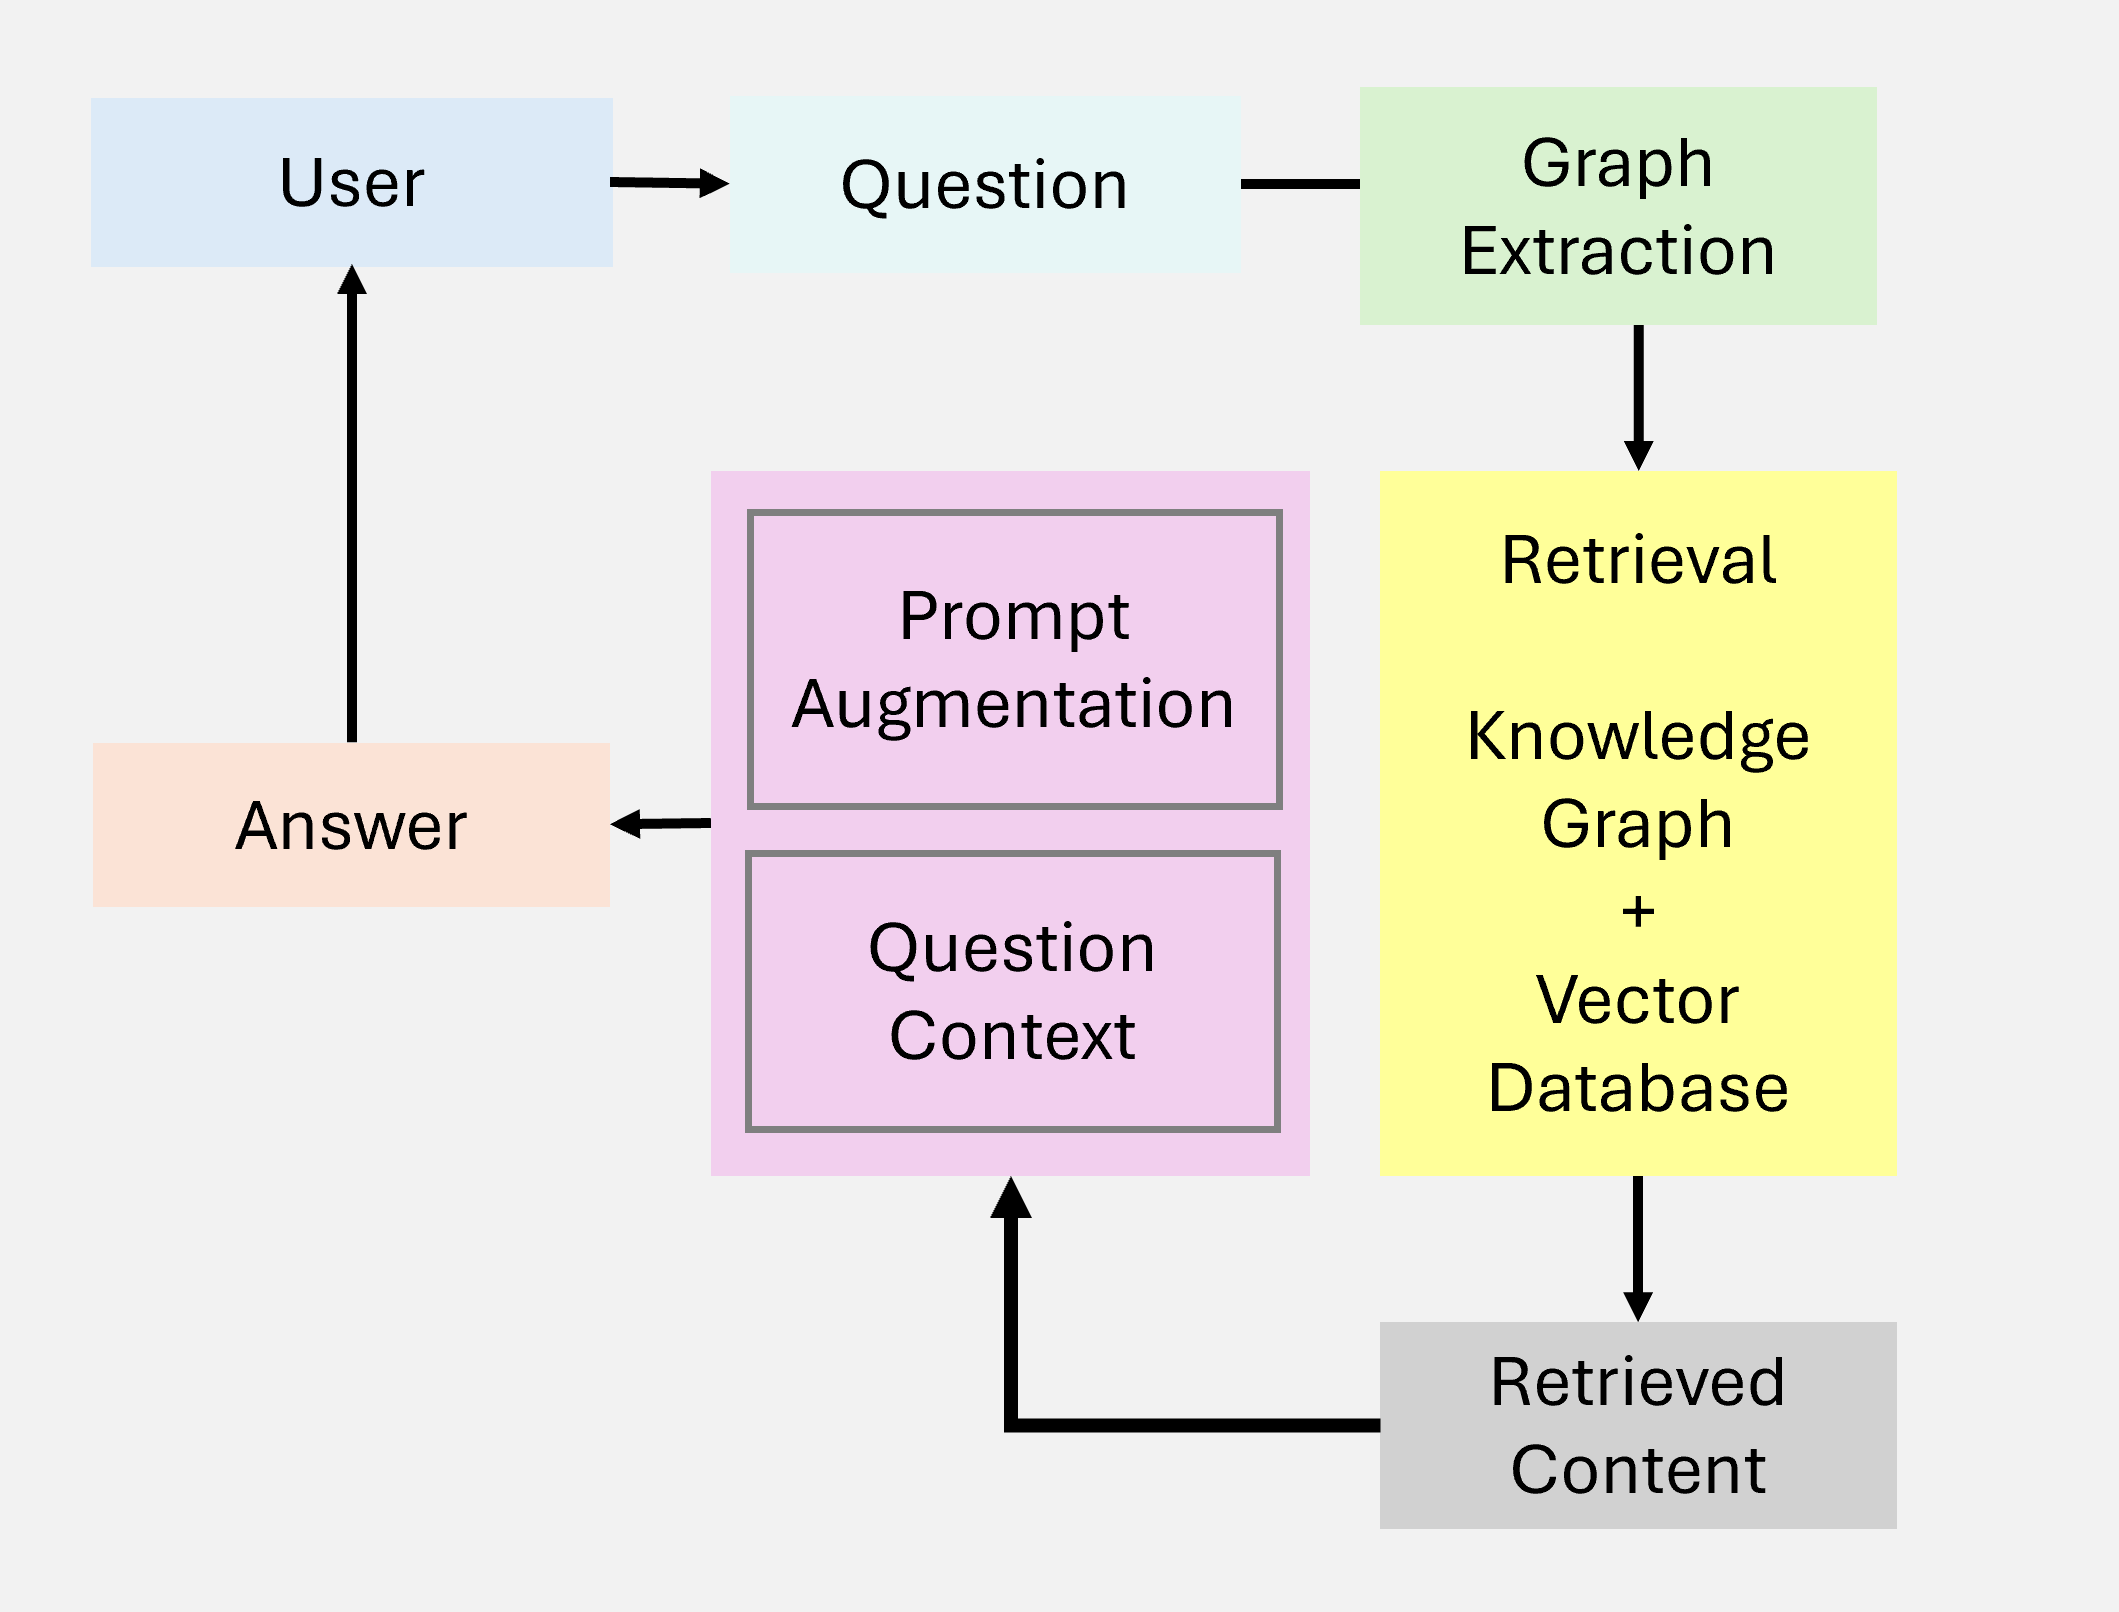 User
Question
Graph
Extraction
Retrieval
Knowledge
Graph
+
Vector
Database
Retrieved
Content
Prompt
Augmentation
Question
Context
Answer